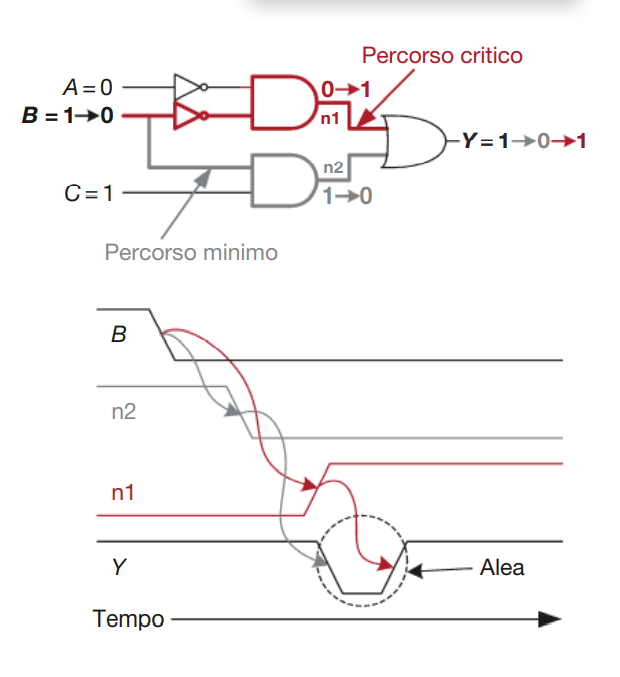 Percorso critico
A = 0
0→1
B = 1→0
n1
Y = 1→0→1
n2
C = 1
1→0
Percorso minimo
B
n2
n1
Y
Alea
Tempo